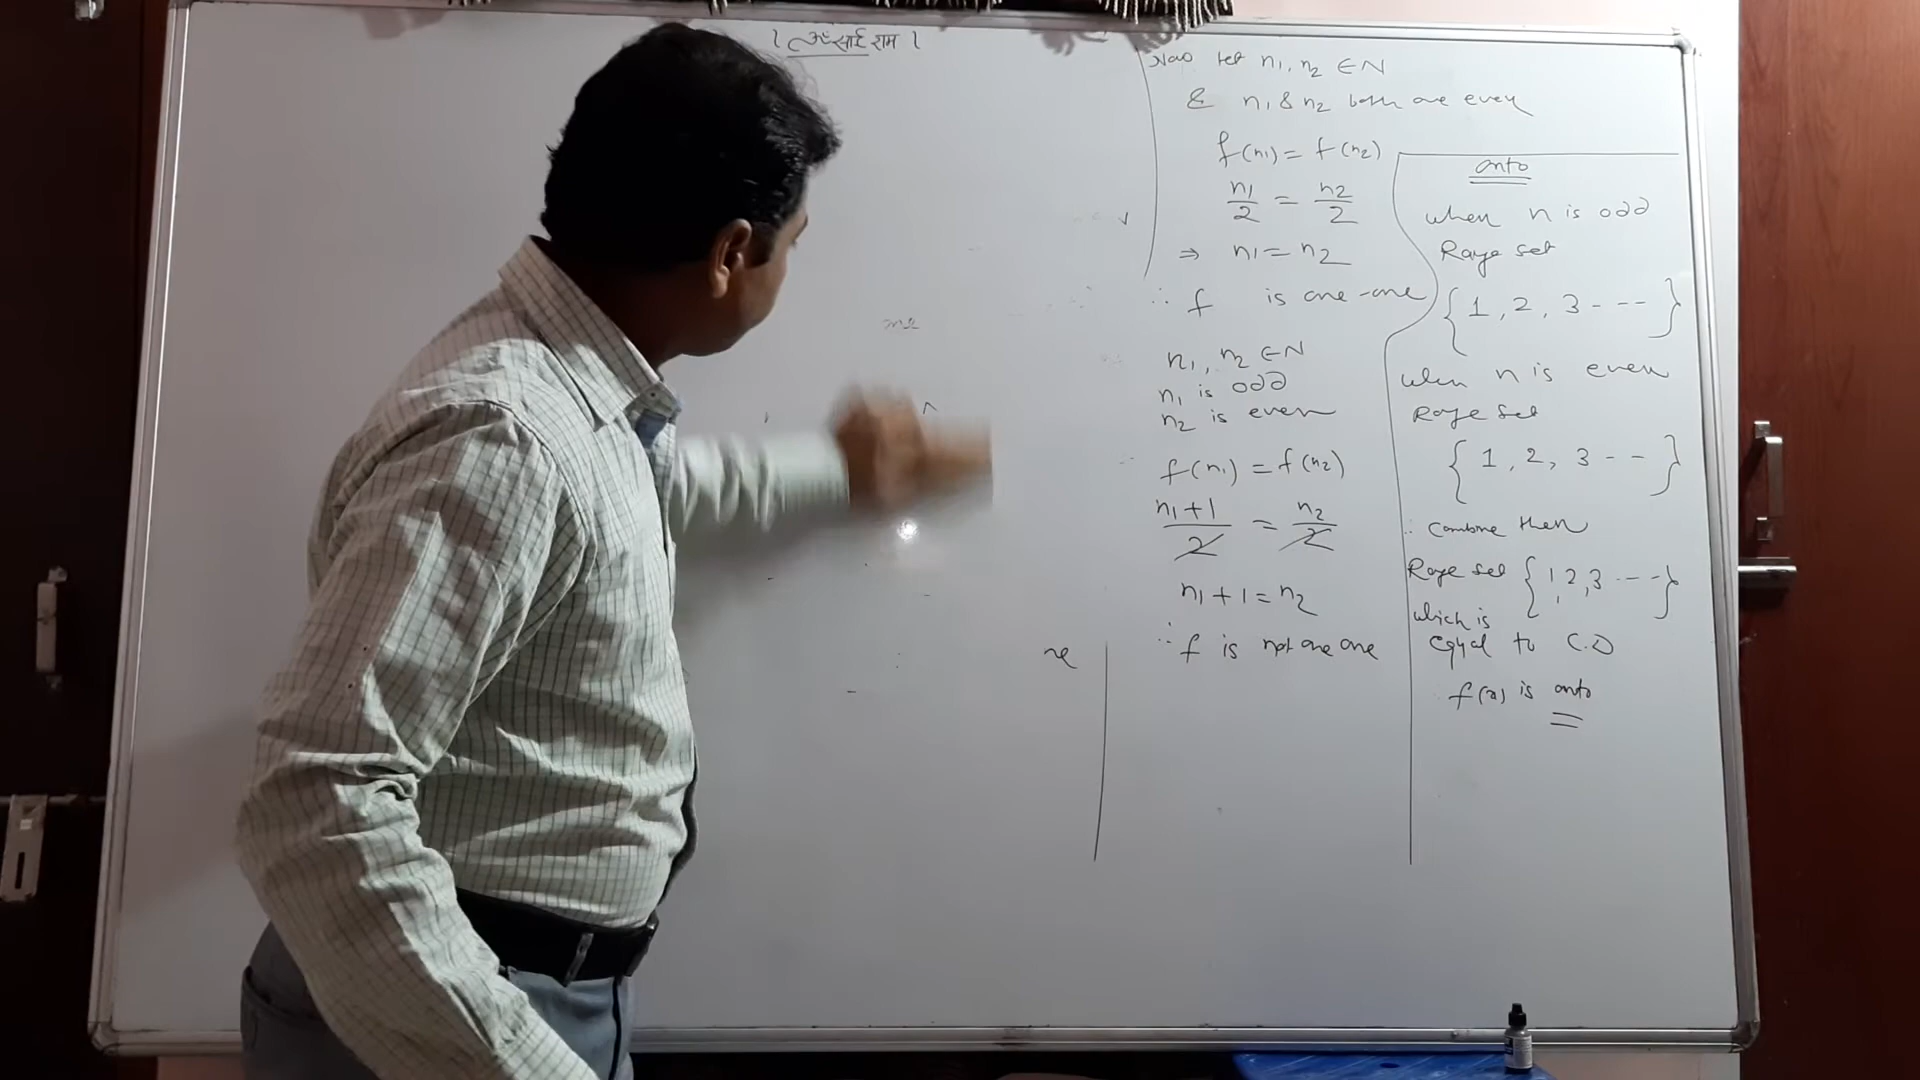 । ॐ साईं राम ।
Now let n1, n2 ∈ N
& n1 & n2 both are even
f(n1) = f(n2)
n1/2 = n2/2
⇒ n1 = n2
∴ f is one-one
n1, n2 ∈ N
n1 is odd
n2 is even
f(n1) = f(n2)
n1+1/2 = n2/2
n1 + 1 = n2
∴ f is not one one
ne
onto
when n is odd
Range set
{ 1, 2, 3 - - - }
when n is even
Range set
{ 1, 2, 3 - - }
∴ combine then
Range set { 1, 2, 3 - - - }
which is
equal to C.D
f(x) is onto